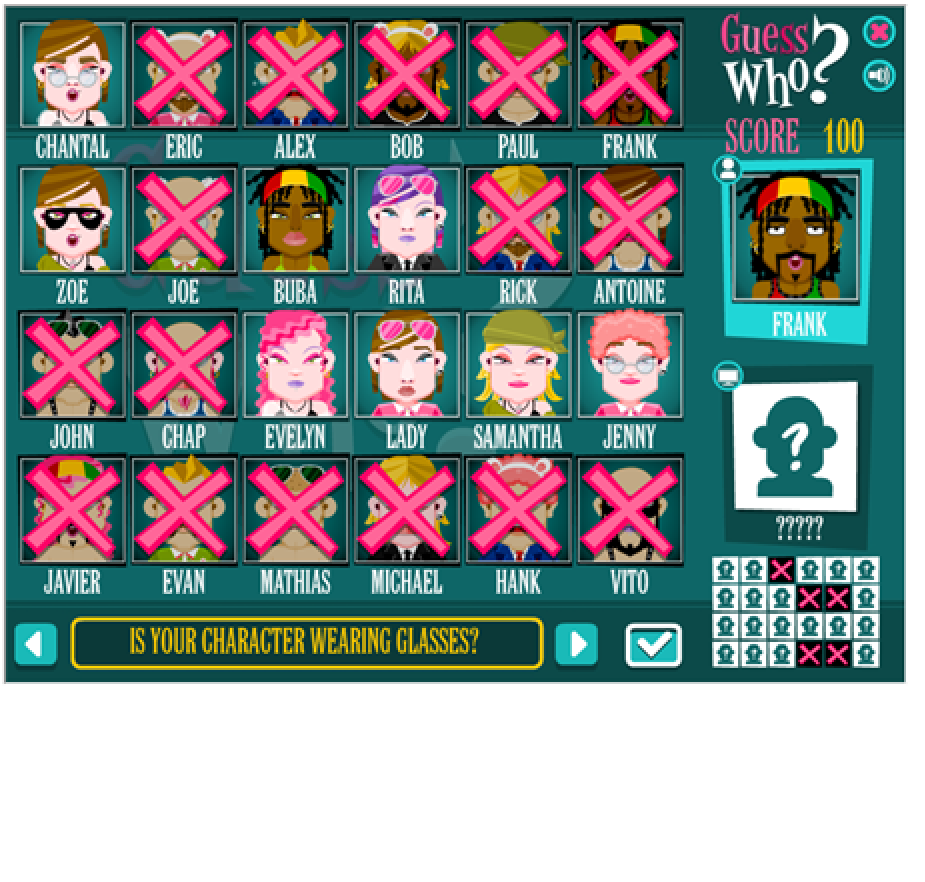 Guess
Who?
SCORE 100
CHANTAL ERIC ALEX BOB PAUL FRANK
ZOE JOE BUBA RITA RICK ANTOINE
FRANK
JOHN CHAP EVELYN LADY SAMANTHA JENNY
?
?????
JAVIER EVAN MATHIAS MICHAEL HANK VITO
IS YOUR CHARACTER WEARING GLASSES?